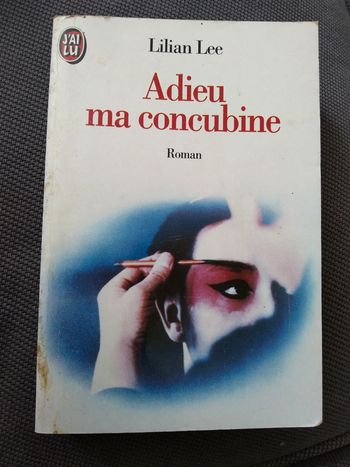 J'AI
LU
Lilian Lee
Adieu
ma concubine
Roman